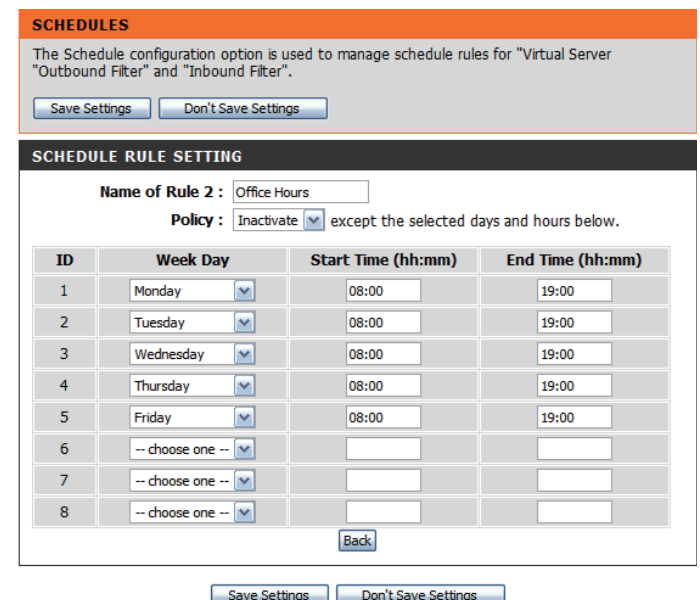 SCHEDULES
The Schedule configuration option is used to manage schedule rules for "Virtual Server
"Outbound Filter" and "Inbound Filter".
Save Settings Don't Save Settings
SCHEDULE RULE SETTING
Name of Rule 2 : Office Hours
Policy : Inactivate except the selected days and hours below.
ID Week Day Start Time (hh:mm) End Time (hh:mm)
1 Monday 08:00 19:00
2 Tuesday 08:00 19:00
3 Wednesday 08:00 19:00
4 Thursday 08:00 19:00
5 Friday 08:00 19:00
6 -- choose one --
7 -- choose one --
8 -- choose one --
Back
Save Settings Don't Save Settings